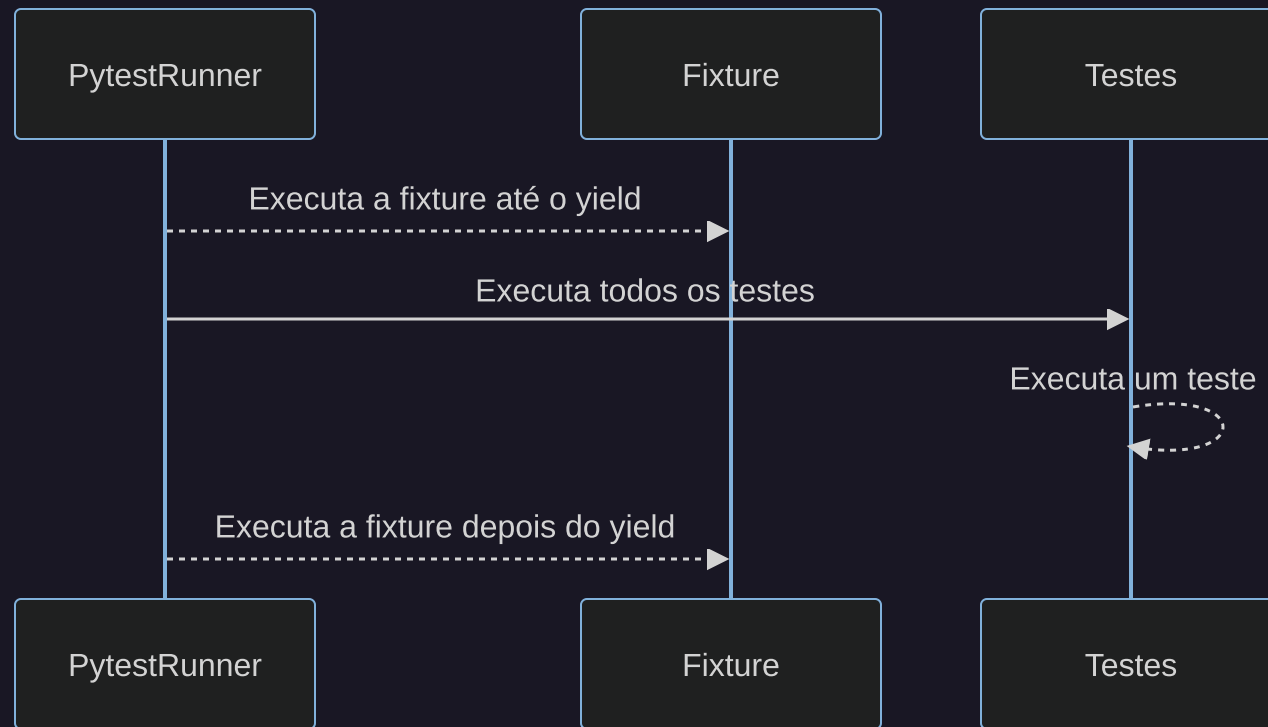 PytestRunner
Fixture
Testes
Executa a fixture até o yield
Executa todos os testes
Executa um teste
Executa a fixture depois do yield
PytestRunner
Fixture
Testes